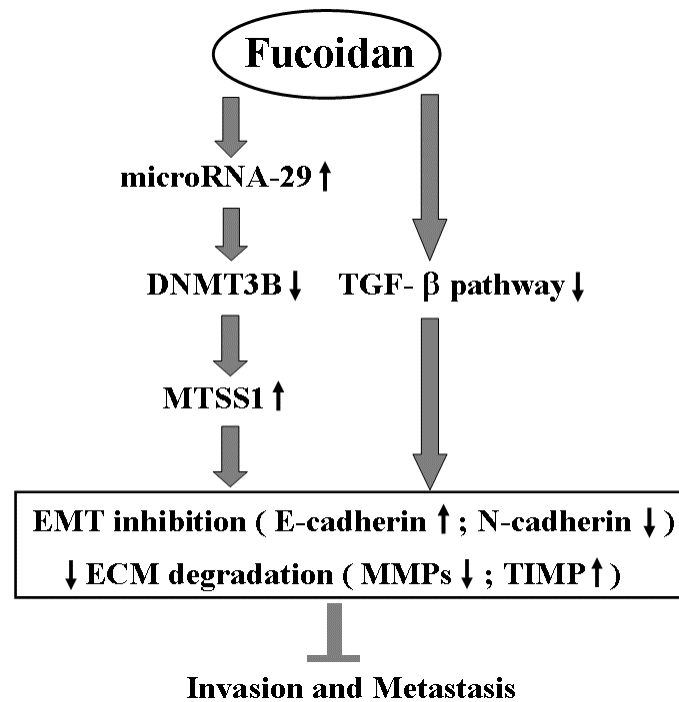 Fucoidan
microRNA-29↑
DNMT3B↓ TGF- β pathway↓
MTSS1↑
EMT inhibition ( E-cadherin ↑ ; N-cadherin ↓ )
↓ECM degradation ( MMPs↓ ; TIMP↑ )
Invasion and Metastasis